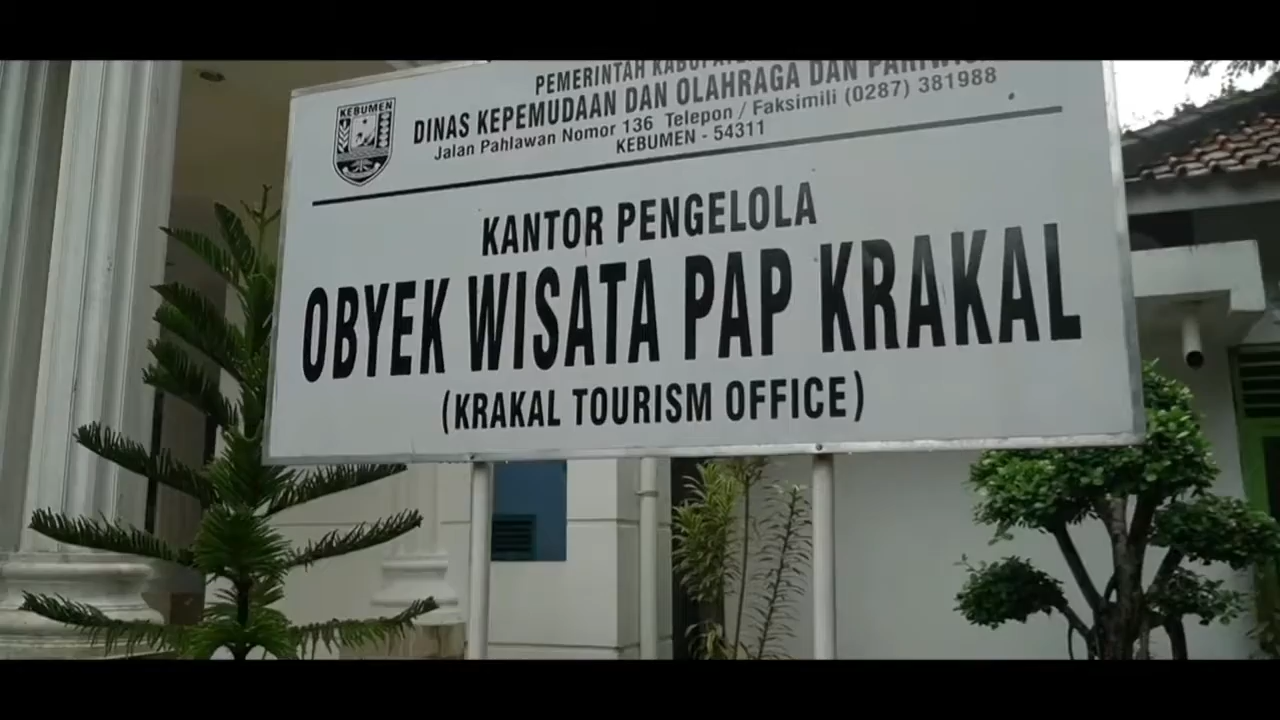 KEBUMEN
PEMERINTAH KABUPATEN
DINAS KEPEMUDAAN DAN OLAHRAGA DAN
Jalan Pahlawan Nomor 136 Telepon / Faksimili (0287) 381988
KEBUMEN - 54311
KANTOR PENGELOLA
OBYEK WISATA PAP KRAKAL
(KRAKAL TOURISM OFFICE)